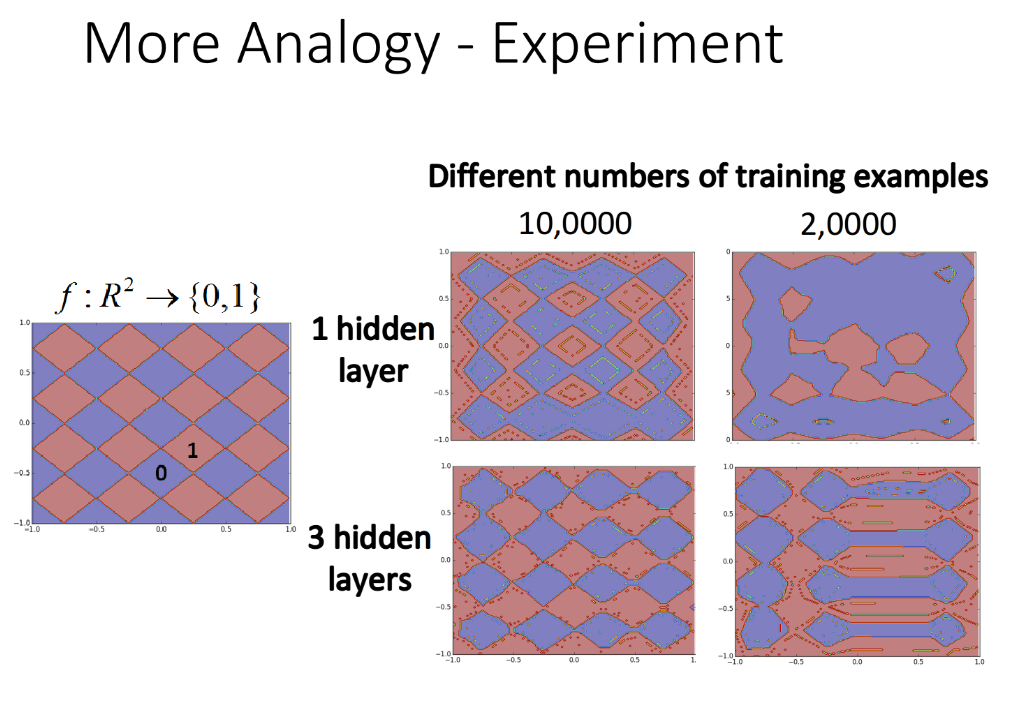 More Analogy - Experiment
Different numbers of training examples
10,0000 2,0000
f : R² → {0,1}
1.0
0.5
0.0
−0.5
−1.0
−1.0 −0.5 0.0 0.5 1.0
1
0
1 hidden
layer
1.0
0.5
0.0
−0.5
−1.0
0
5
0
5
0
3 hidden
layers
1.0
0.5
0.0
−0.5
−1.0
−1.0 −0.5 0.0 0.5 1.
1.0
0.5
0.0
−0.5
−1.0
−1.0 −0.5 0.0 0.5 1.0